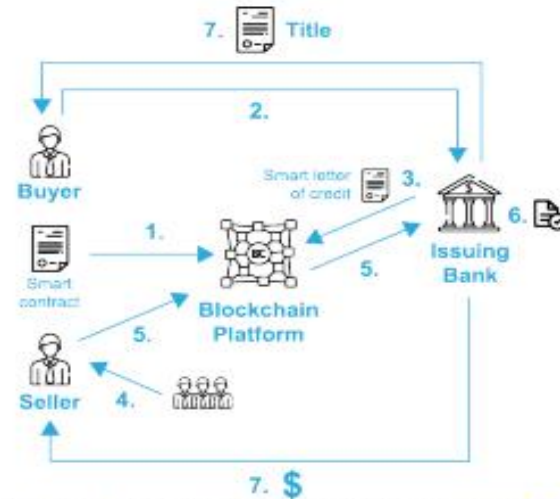 7. Title
2.
Buyer
Smart letter
of credit
3.
6.
Issuing
Bank
1.
BC
5.
Smart
contract
Blockchain
Platform
5.
Seller
4.
7. $